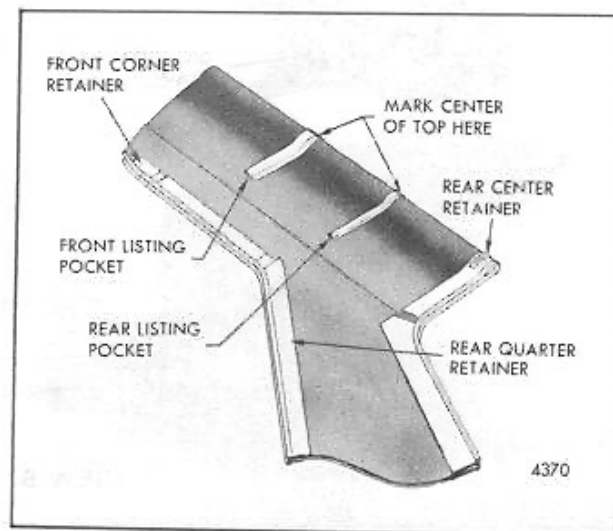 FRONT CORNER
RETAINER
MARK CENTER
OF TOP HERE
REAR CENTER
RETAINER
FRONT LISTING
POCKET
REAR LISTING
POCKET
REAR QUARTER
RETAINER
4370